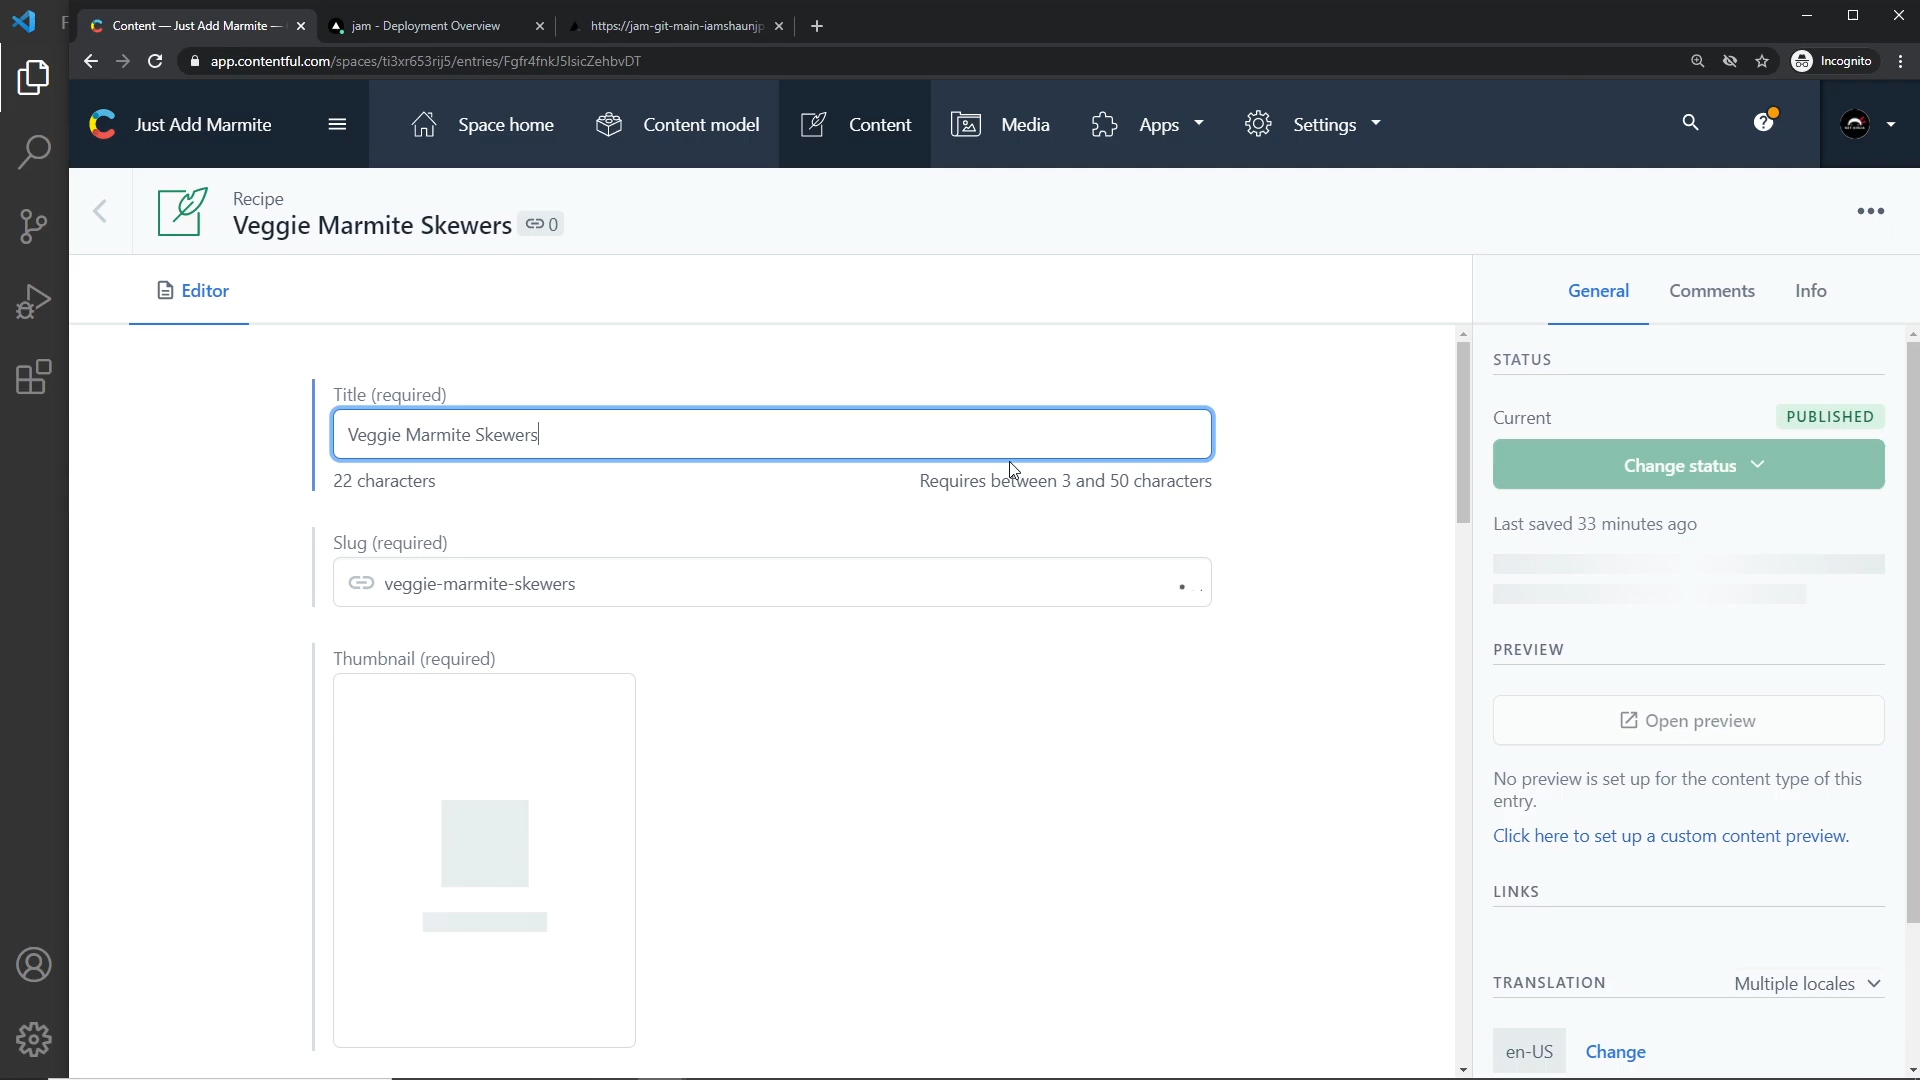 F
Content — Just Add Marmite —
jam - Deployment Overview
https://jam-git-main-iamshaunjp
app.contentful.com/spaces/ti3xr653rij5/entries/Fgfr4fnkJ5IsicZehbvDT
Incognito
Just Add Marmite
Space home
Content model
Content
Media
Apps
Settings
Recipe
Veggie Marmite Skewers
0
Editor
General
Comments
Info
Title (required)
Veggie Marmite Skewers
22 characters
Requires between 3 and 50 characters
Slug (required)
veggie-marmite-skewers
Thumbnail (required)
STATUS
Current
PUBLISHED
Change status
Last saved 33 minutes ago
PREVIEW
Open preview
No preview is set up for the content type of this
entry.
Click here to set up a custom content preview.
LINKS
TRANSLATION
Multiple locales
en-US
Change